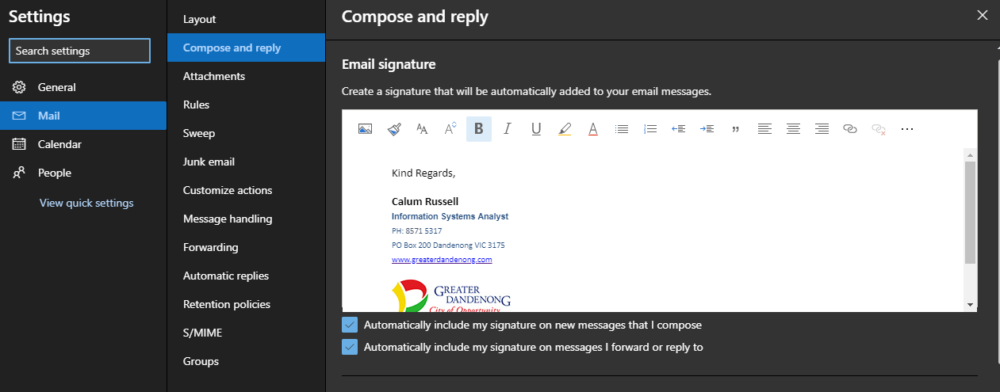 Settings
Search settings
General
Mail
Calendar
People
View quick settings
Layout
Compose and reply
Attachments
Rules
Sweep
Junk email
Customize actions
Message handling
Forwarding
Automatic replies
Retention policies
S/MIME
Groups
Compose and reply
Email signature
Create a signature that will be automatically added to your email messages.
Kind Regards,
Calum Russell
Information Systems Analyst
PH: 8571 5317
PO Box 200 Dandenong VIC 3175
www.greaterdandenong.com
GREATER
DANDENONG
City of Opportunity
Automatically include my signature on new messages that I compose
Automatically include my signature on messages I forward or reply to